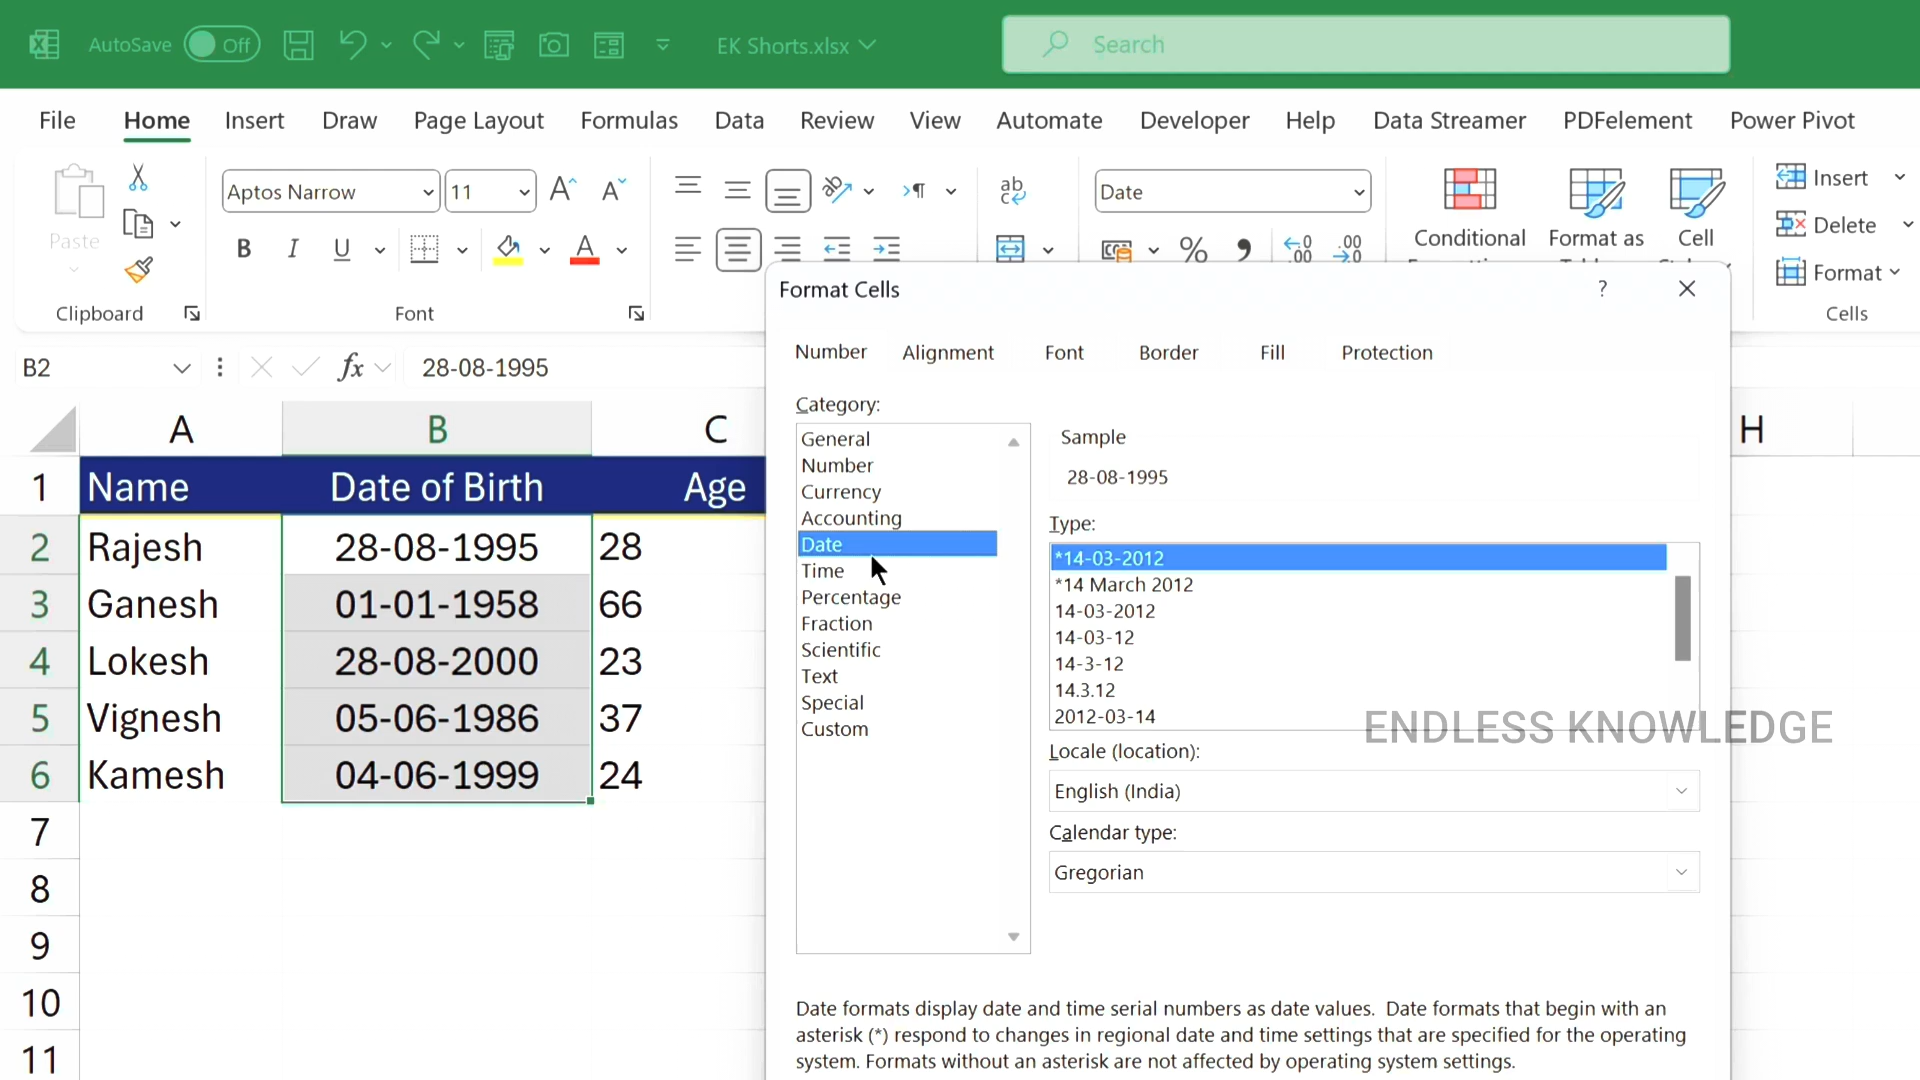 AutoSave Off EK Shorts.xlsx Search
File Home Insert Draw Page Layout Formulas Data Review View Automate Developer Help Data Streamer PDFelement Power Pivot
Paste Aptos Narrow 11 Date Conditional Format as Cell Insert
Delete
Format
Clipboard Font Cells
B2 fx 28-08-1995
Format Cells ?
Number Alignment Font Border Fill Protection
Category:
General
Number
Currency
Accounting
Date
Time
Percentage
Fraction
Scientific
Text
Special
Custom
Sample
28-08-1995
Type:
*14-03-2012
*14 March 2012
14-03-2012
14-03-12
14-3-12
14.3.12
2012-03-14
Locale (location):
English (India)
Calendar type:
Gregorian
Date formats display date and time serial numbers as date values. Date formats that begin with an
asterisk (*) respond to changes in regional date and time settings that are specified for the operating
system. Formats without an asterisk are not affected by operating system settings.
A B C H
1 Name Date of Birth Age
2 Rajesh 28-08-1995 28
3 Ganesh 01-01-1958 66
4 Lokesh 28-08-2000 23
5 Vignesh 05-06-1986 37
6 Kamesh 04-06-1999 24
7
8
9
10
11
ENDLESS KNOWLEDGE